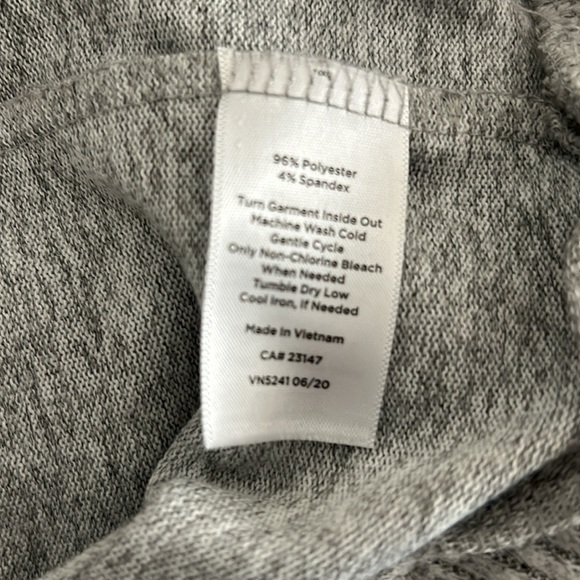 96% Polyester
4% Spandex
Turn Garment Inside Out
Machine Wash Cold
Gentle Cycle
Only Non-Chlorine Bleach
When Needed
Tumble Dry Low
Cool Iron, If Needed
Made In Vietnam
CA# 23147
VN5241 06/20